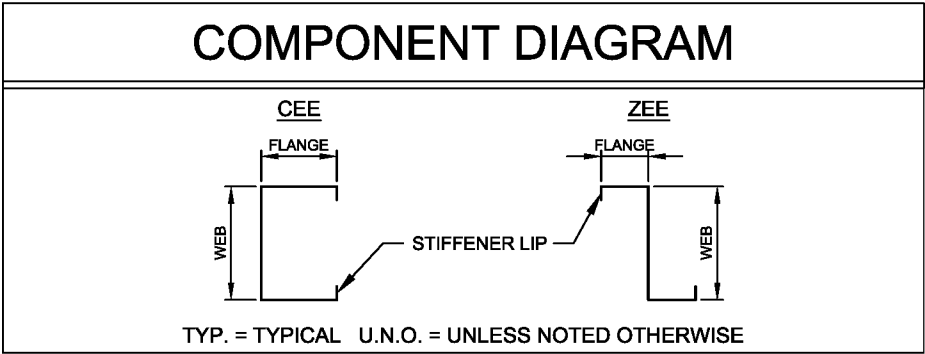 COMPONENT DIAGRAM
CEE
ZEE
FLANGE
FLANGE
WEB
STIFFENER LIP
WEB
TYP. = TYPICAL U.N.O. = UNLESS NOTED OTHERWISE